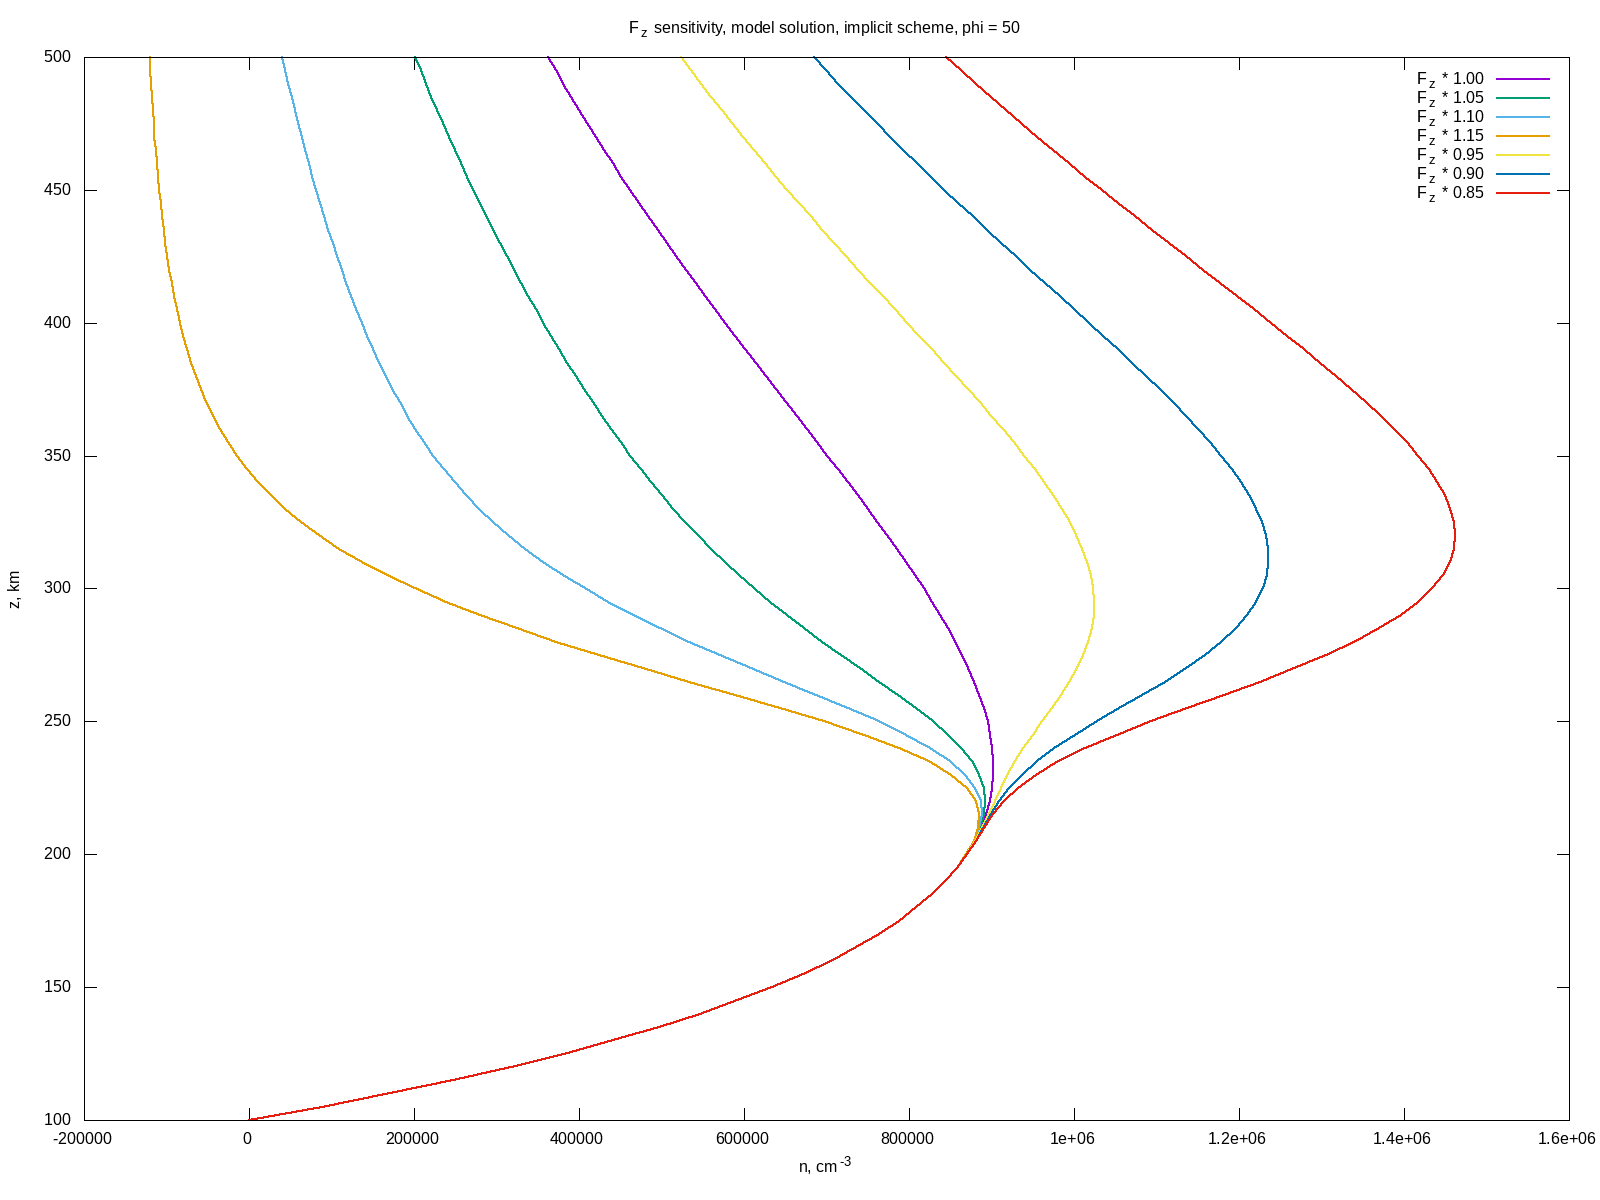 F_z sensitivity, model solution, implicit scheme, phi = 50
F_z * 1.00
F_z * 1.05
F_z * 1.10
F_z * 1.15
F_z * 0.95
F_z * 0.90
F_z * 0.85
500
450
400
350
300
250
200
150
100
z, km
-200000 0 200000 400000 600000 800000 1e+06 1.2e+06 1.4e+06 1.6e+06
n, cm^-3